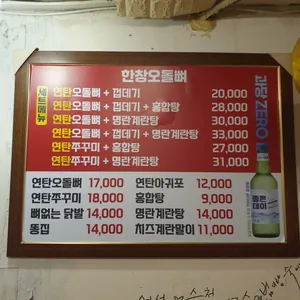 한창오돌뼈
세트메뉴
연탄오돌뼈 + 껍데기 20,000
연탄오돌뼈 + 껍데기 + 홍합탕 28,000
연탄오돌뼈 + 명란계란탕 30,000
연탄오돌뼈 + 껍데기 + 명란계란탕 33,000
연탄쭈꾸미 + 홍합탕 27,000
연탄쭈꾸미 + 명란계란탕 31,000
연탄오돌뼈 17,000 연탄아귀포 12,000
연탄쭈꾸미 18,000 홍합탕 9,000
뼈없는 닭발 14,000 명란계란탕 14,000
똥집 14,000 치즈계란말이 11,000
과당 ZERO
좋은데이